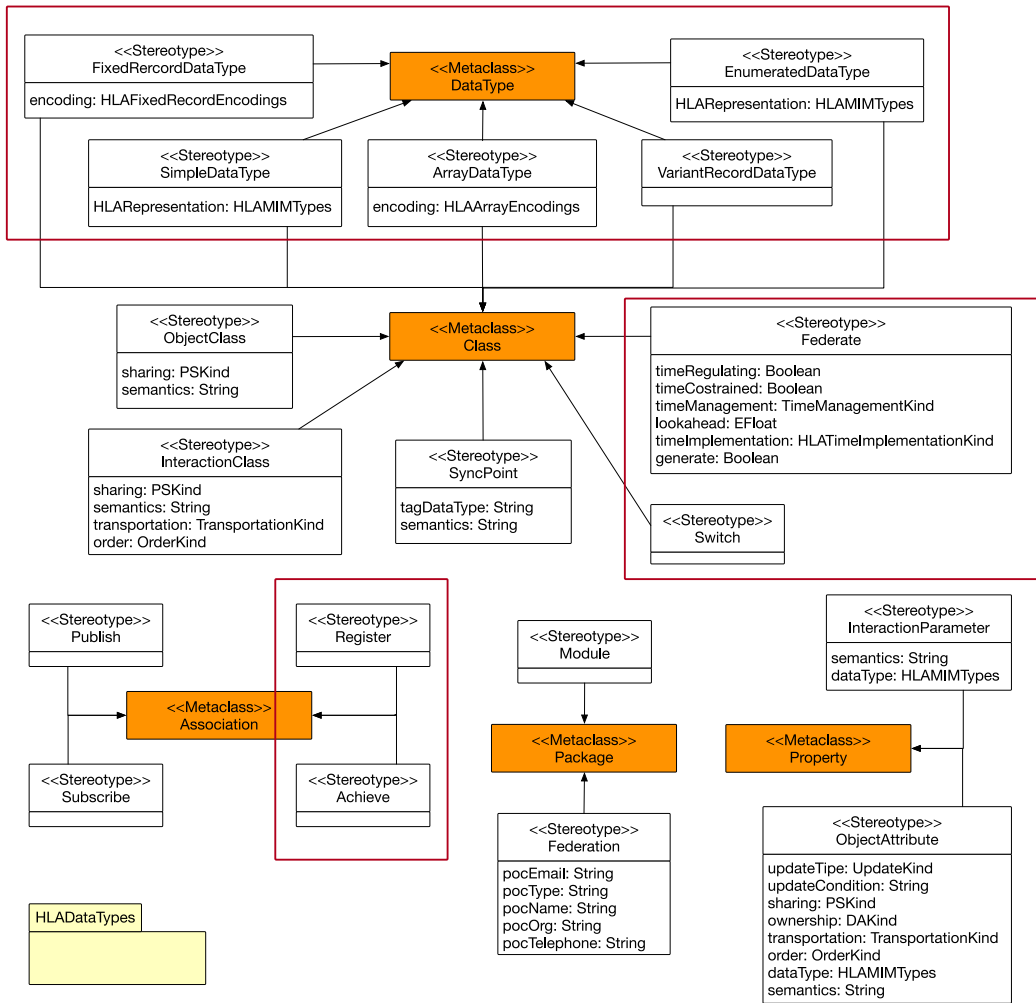 <<Stereotype>>
FixedRercordDataType
encoding: HLAFixedRecordEncodings
<<Metaclass>>
DataType
<<Stereotype>>
EnumeratedDataType
HLARepresentation: HLAMIMTypes
<<Stereotype>>
SimpleDataType
HLARepresentation: HLAMIMTypes
<<Stereotype>>
ArrayDataType
encoding: HLAArrayEncodings
<<Stereotype>>
VariantRecordDataType
<<Stereotype>>
ObjectClass
sharing: PSKind
semantics: String
<<Metaclass>>
Class
<<Stereotype>>
Federate
timeRegulating: Boolean
timeCostrained: Boolean
timeManagement: TimeManagementKind
lookahead: EFloat
timeImplementation: HLATimeImplementationKind
generate: Boolean
<<Stereotype>>
InteractionClass
sharing: PSKind
semantics: String
transportation: TransportationKind
order: OrderKind
<<Stereotype>>
SyncPoint
tagDataType: String
semantics: String
<<Stereotype>>
Switch
<<Stereotype>>
Publish
<<Stereotype>>
Register
<<Metaclass>>
Association
<<Stereotype>>
Subscribe
<<Stereotype>>
Achieve
<<Stereotype>>
Module
<<Metaclass>>
Package
<<Stereotype>>
Federation
pocEmail: String
pocType: String
pocName: String
pocOrg: String
pocTelephone: String
<<Stereotype>>
InteractionParameter
semantics: String
dataType: HLAMIMTypes
<<Metaclass>>
Property
<<Stereotype>>
ObjectAttribute
updateTipe: UpdateKind
updateCondition: String
sharing: PSKind
ownership: DAKind
transportation: TransportationKind
order: OrderKind
dataType: HLAMIMTypes
semantics: String
HLADataTypes